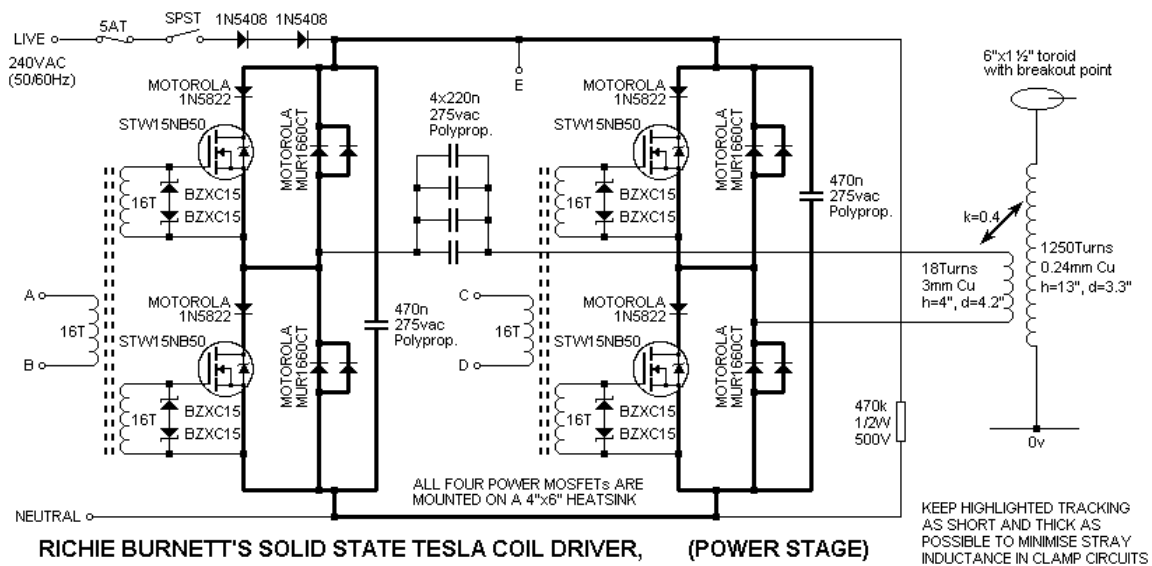 LIVE
240VAC
(50/60Hz)
5AT
SPST
1N5408 1N5408
E
6"x1 ½" toroid
with breakout point
MOTOROLA
1N5822
STW15NB50
16T
BZXC15
BZXC15
MOTOROLA
MUR1660CT
4x220n
275vac
Polyprop.
MOTOROLA
1N5822
STW15NB50
16T
BZXC15
BZXC15
MOTOROLA
MUR1660CT
470n
275vac
Polyprop.
k=0.4
1250Turns
0.24mm Cu
h=13", d=3.3"
18Turns
3mm Cu
h=4", d=4.2"
A
B
16T
MOTOROLA
1N5822
STW15NB50
16T
BZXC15
BZXC15
MOTOROLA
MUR1660CT
470n
275vac
Polyprop.
C
D
16T
MOTOROLA
1N5822
STW15NB50
16T
BZXC15
BZXC15
MOTOROLA
MUR1660CT
470k
1/2W
500V
0v
ALL FOUR POWER MOSFETs ARE
MOUNTED ON A 4"x6" HEATSINK
NEUTRAL
KEEP HIGHLIGHTED TRACKING
AS SHORT AND THICK AS
POSSIBLE TO MINIMISE STRAY
INDUCTANCE IN CLAMP CIRCUITS
RICHIE BURNETT'S SOLID STATE TESLA COIL DRIVER, (POWER STAGE)